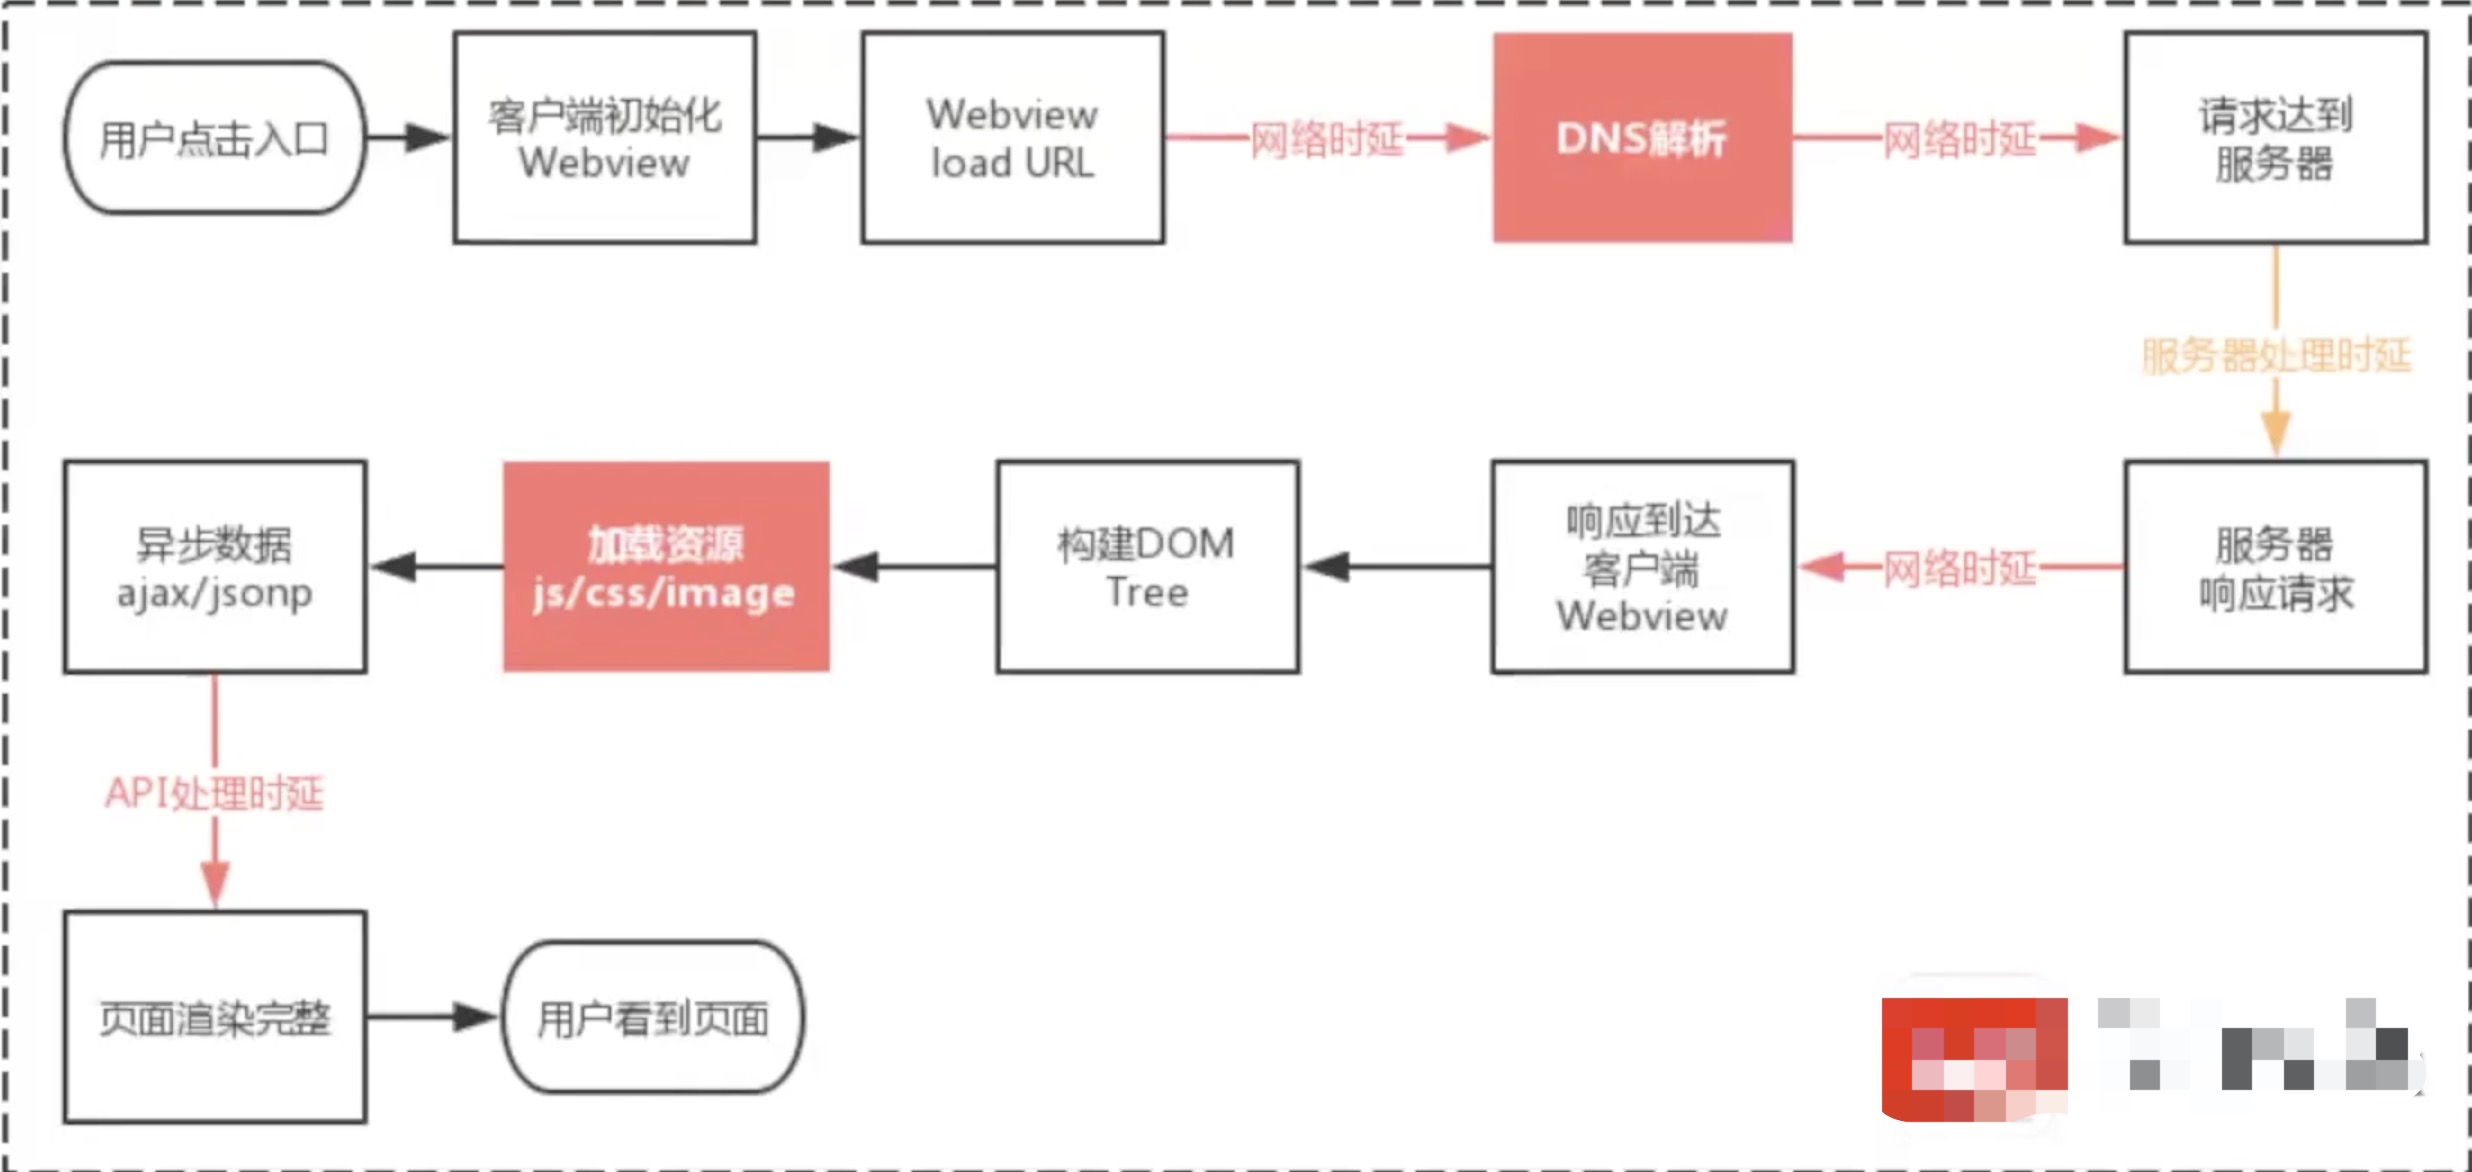 用户点击入口
客户端初始化
Webview
Webview
load URL
网络时延
DNS解析
网络时延
请求达到
服务器
服务器处理时延
服务器
响应请求
网络时延
响应到达
客户端
Webview
构建DOM
Tree
加载资源
js/css/image
异步数据
ajax/jsonp
API处理时延
页面渲染完整
用户看到页面